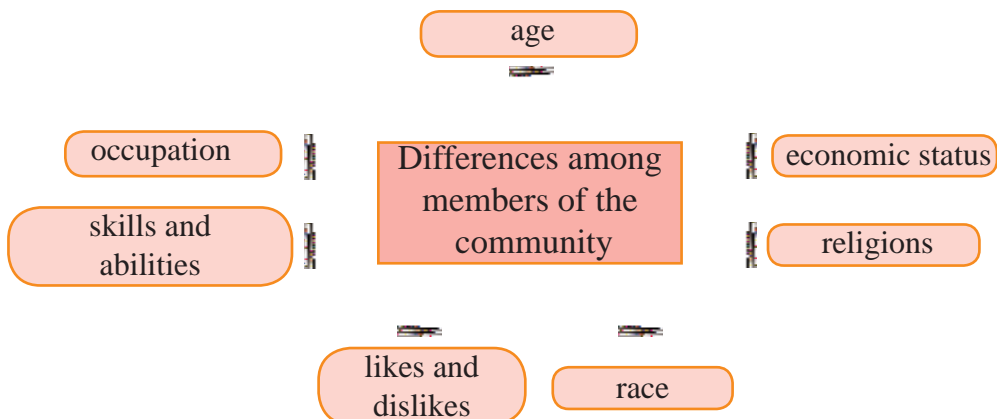 age
occupation
Differences among
members of the
community
economic status
skills and
abilities
religions
likes and
dislikes
race